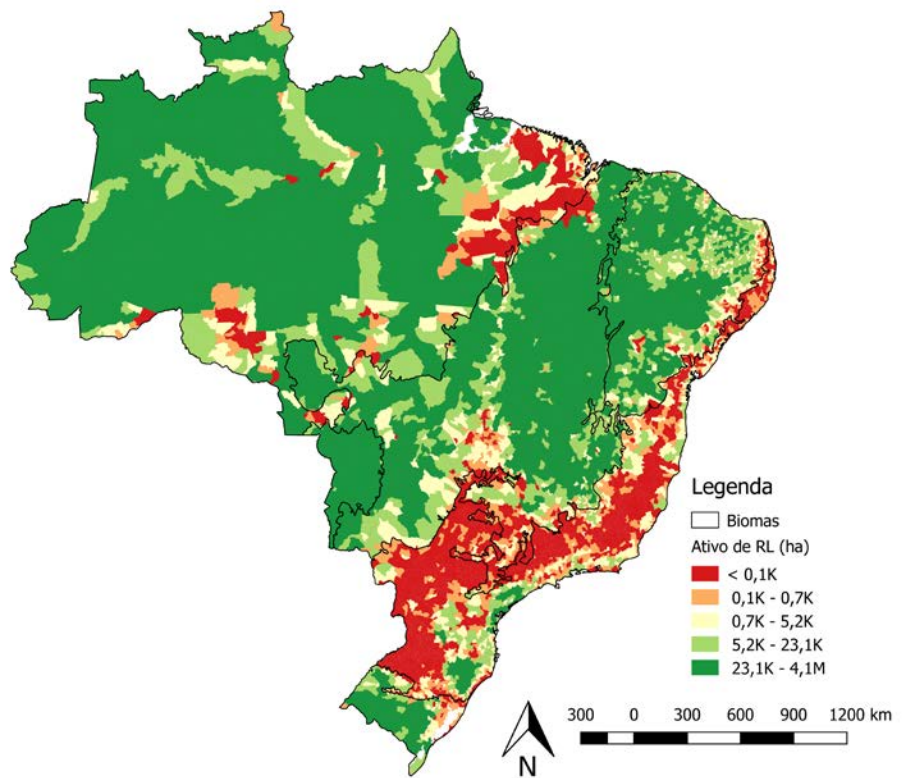 Legenda
Biomas
Ativo de RL (ha)
< 0,1K
0,1K - 0,7K
0,7K - 5,2K
5,2K - 23,1K
23,1K - 4,1M
300 0 300 600 900 1200 km
N